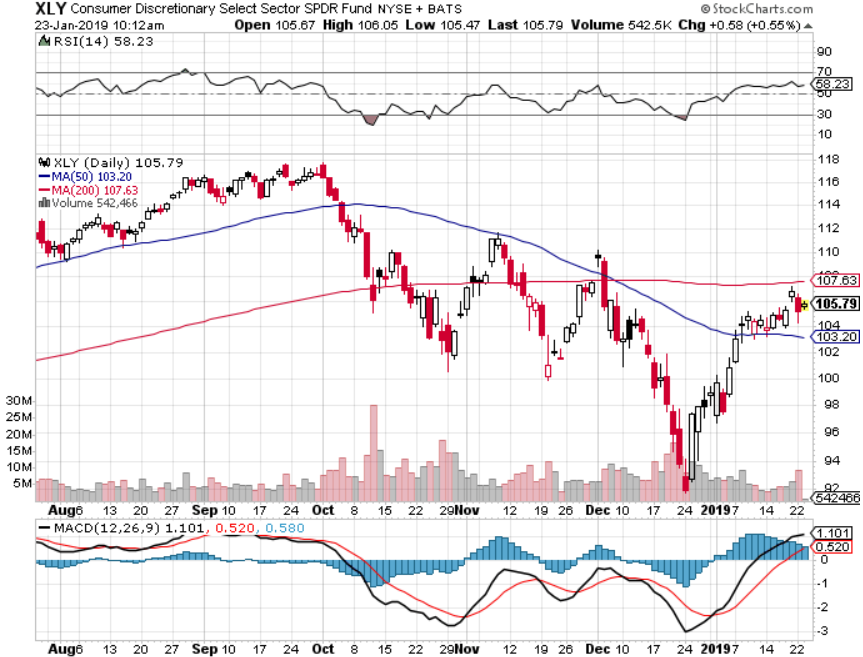 XLY Consumer Discretionary Select Sector SPDR Fund NYSE + BATS © StockCharts.com
23-Jan-2019 10:12am Open 105.67 High 106.05 Low 105.47 Last 105.79 Volume 542.5K Chg +0.58 (+0.55%)
RSI(14) 58.23
90
70
58.23
50
30
10
XLY (Daily) 105.79
MA(50) 103.20
MA(200) 107.63
Volume 542,466
118
116
114
112
110
108
107.63
105.79
104
103.20
102
100
98
96
94
92
542466
30M
25M
20M
15M
10M
5M
Aug 6 13 20 27 Sep 10 17 24 Oct 8 15 22 29 Nov 12 19 26 Dec 10 17 24 2019 7 14 22
MACD(12,26,9) 1.101, 0.520, 0.580
1.101
0.520
0
-1
-2
-3
Aug 6 13 20 27 Sep 10 17 24 Oct 8 15 22 29 Nov 12 19 26 Dec 10 17 24 2019 7 14 22